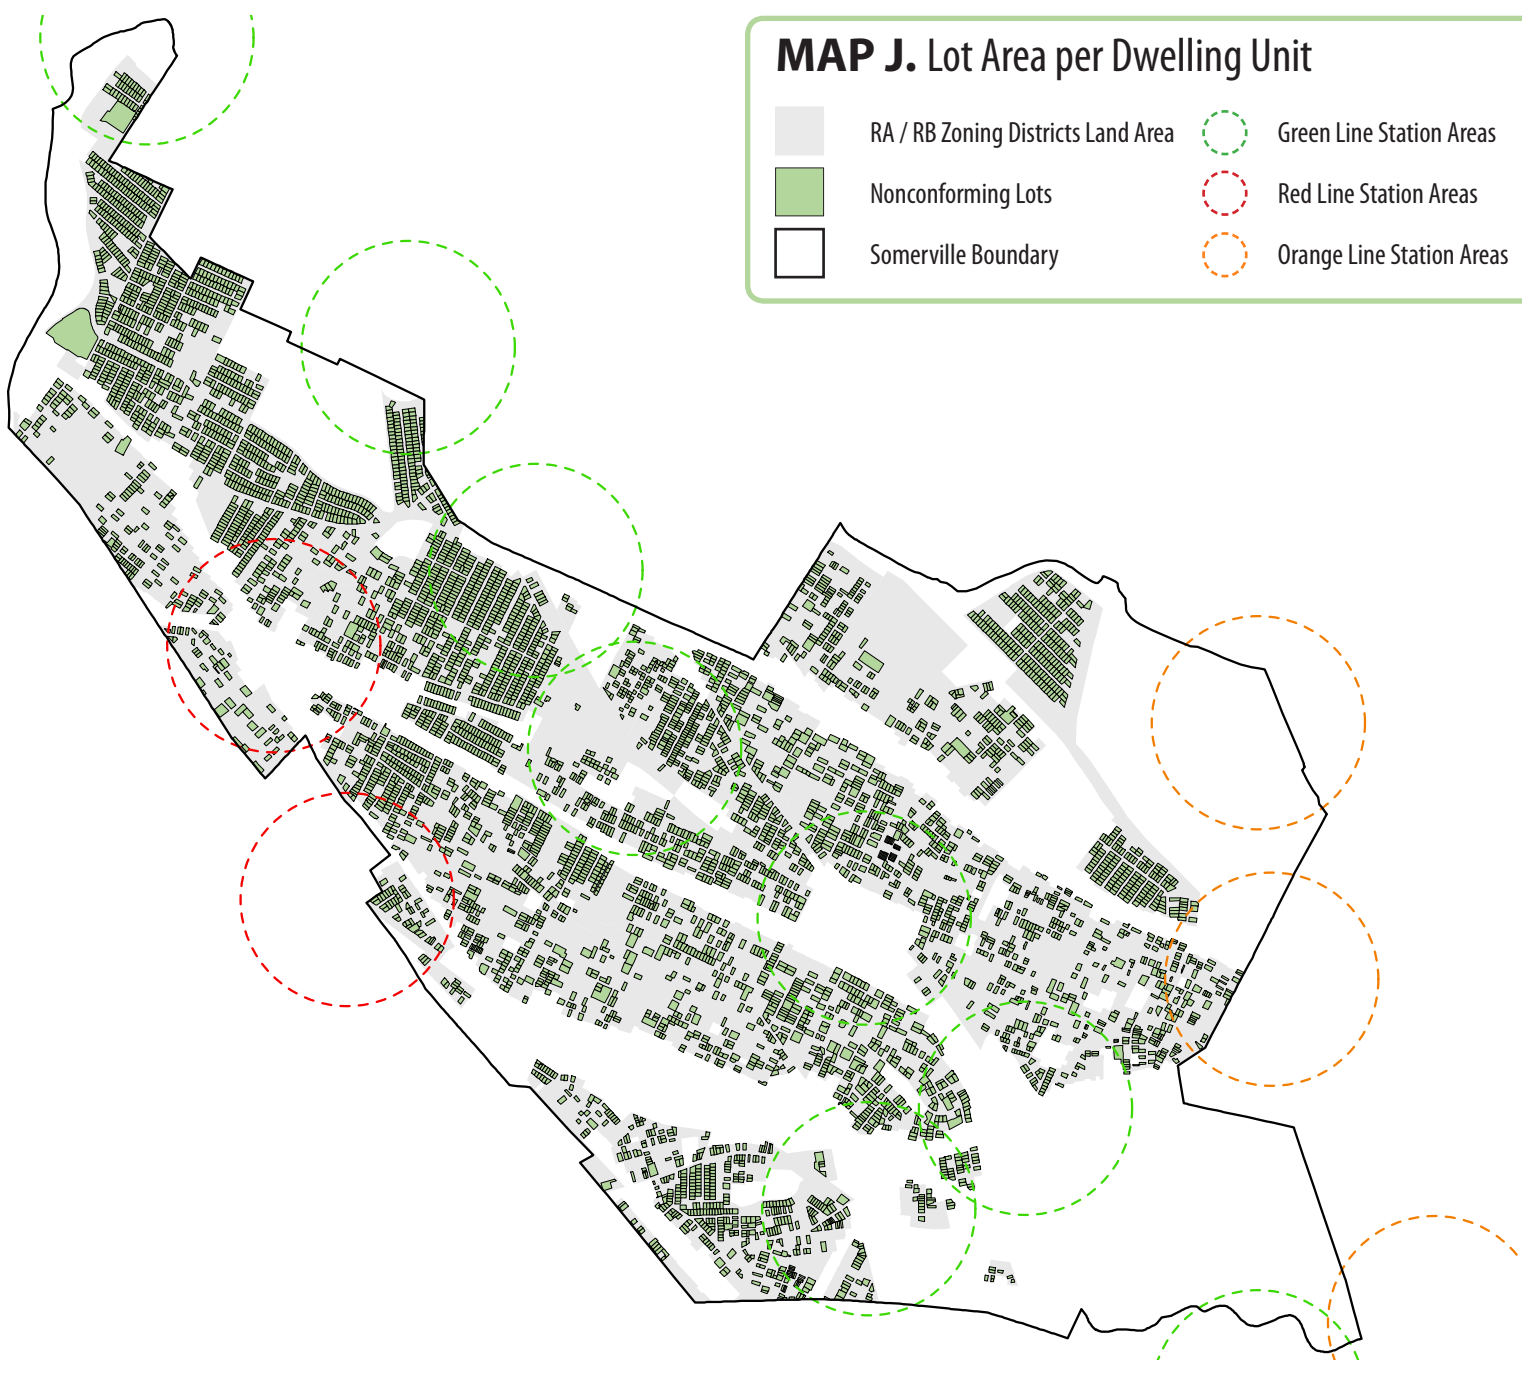 MAP J. Lot Area per Dwelling Unit
RA / RB Zoning Districts Land Area
Nonconforming Lots
Somerville Boundary
Green Line Station Areas
Red Line Station Areas
Orange Line Station Areas